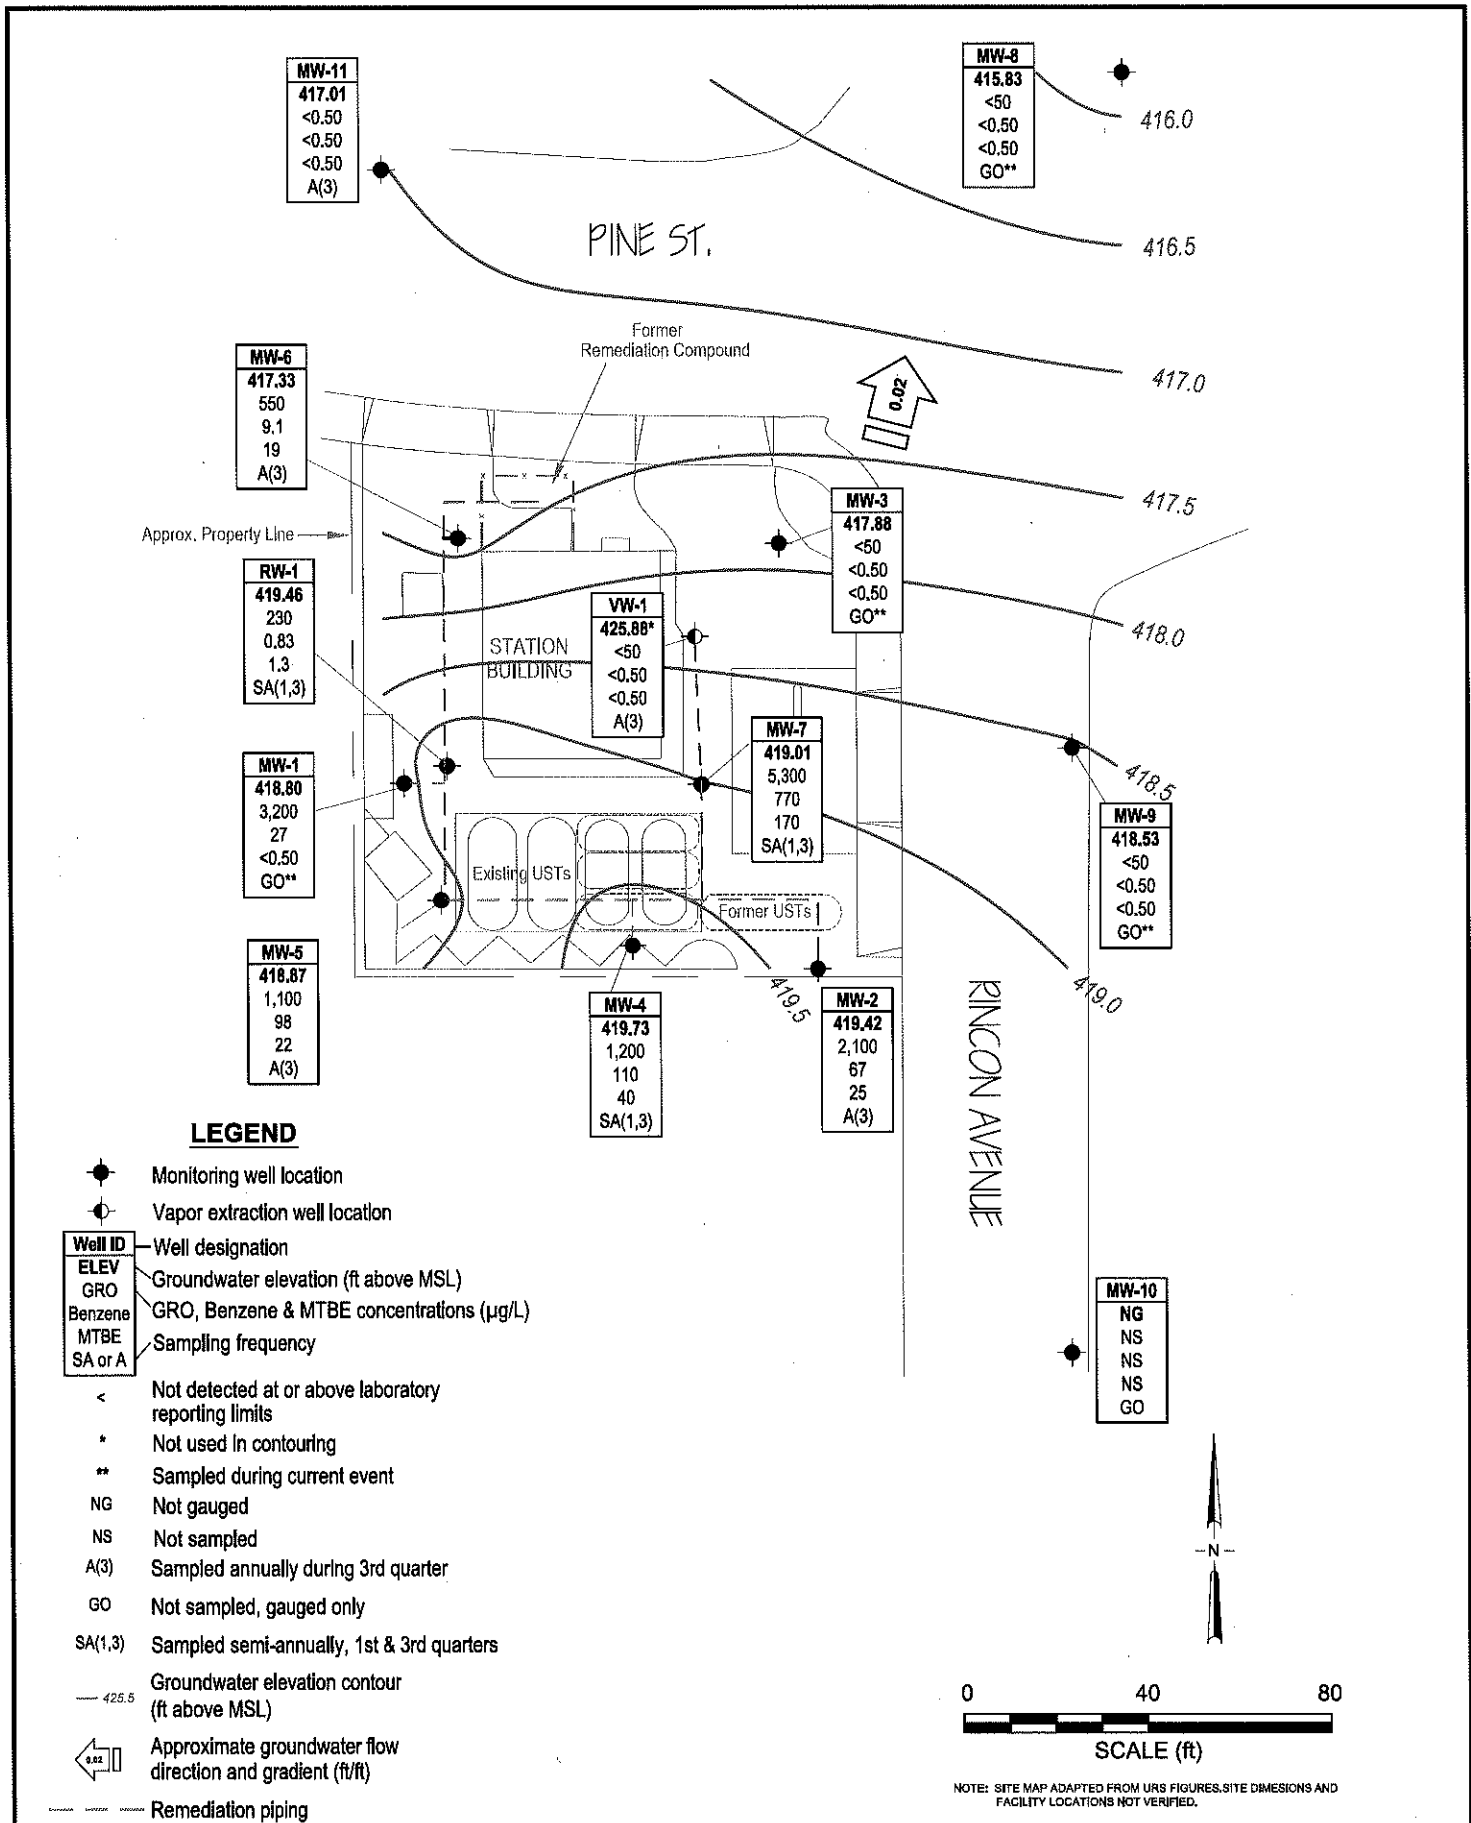 MW-11
417.01
<0.50
<0.50
<0.50
A(3)
MW-8
415.83
<50
<0.50
<0.50
GO**
416.0
416.5
PINE ST.
Former
Remediation Compound
417.0
0.02
MW-6
417.33
550
9.1
19
A(3)
417.5
MW-3
417.88
<50
<0.50
<0.50
GO**
Approx. Property Line
RW-1
419.46
230
0.83
1.3
SA(1,3)
VW-1
425.88*
<50
<0.50
<0.50
A(3)
418.0
STATION
BUILDING
MW-7
419.01
5,300
770
170
SA(1,3)
MW-1
418.80
3,200
27
<0.50
GO**
418.5
MW-9
418.53
<50
<0.50
<0.50
GO**
Existing USTs
Former USTs
MW-5
418.87
1,100
98
22
A(3)
MW-4
419.73
1,200
110
40
SA(1,3)
419.5
MW-2
419.42
2,100
67
25
A(3)
419.0
RINCON AVENUE
MW-10
NG
NS
NS
NS
GO
LEGEND
Monitoring well location
Vapor extraction well location
Well ID
ELEV
GRO
Benzene
MTBE
SA or A
Well designation
Groundwater elevation (ft above MSL)
GRO, Benzene & MTBE concentrations (µg/L)
Sampling frequency
< Not detected at or above laboratory
reporting limits
* Not used in contouring
** Sampled during current event
NG Not gauged
NS Not sampled
A(3) Sampled annually during 3rd quarter
GO Not sampled, gauged only
SA(1,3) Sampled semi-annually, 1st & 3rd quarters
425.5 Groundwater elevation contour
(ft above MSL)
0.02 Approximate groundwater flow
direction and gradient (ft/ft)
Remediation piping
N
0 40 80
SCALE (ft)
NOTE: SITE MAP ADAPTED FROM URS FIGURES.SITE DIMESIONS AND
FACILITY LOCATIONS NOT VERIFIED.